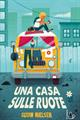 UNA CASA
SULLE RUOTE
SUSIN NIELSEN